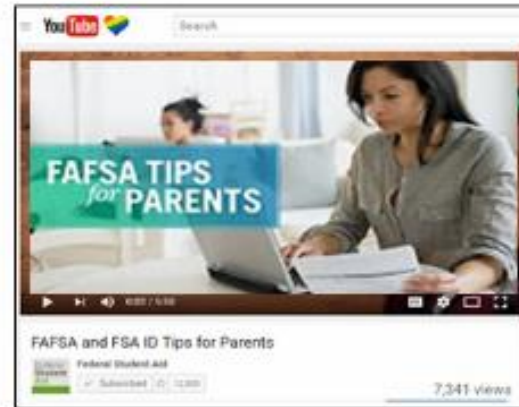 YouTube
Search
FAFSA TIPS
for PARENTS
FAFSA and FSA ID Tips for Parents
Federal Student Aid
Subscribed
7,341 views